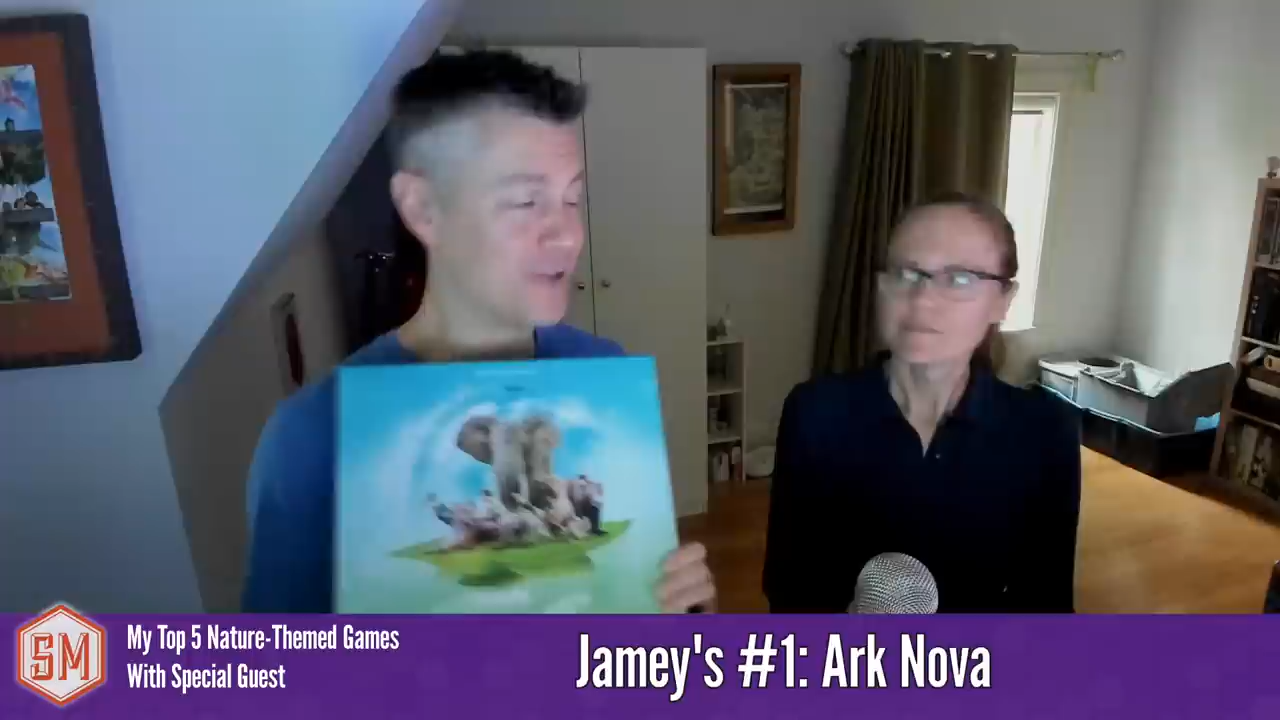 SM
My Top 5 Nature-Themed Games
With Special Guest
Jamey's #1: Ark Nova